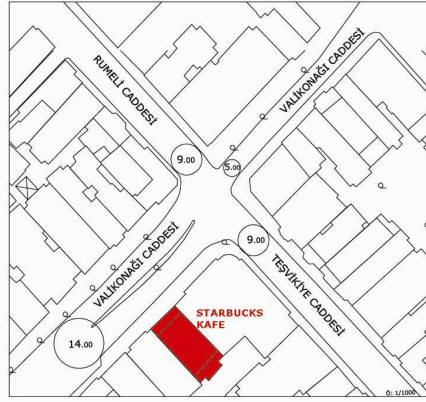 RUMELİ CADDESİ
VALİKONAĞI CADDESİ
9.00
5.00
9.00
VALİKONAĞI CADDESİ
TEŞVİKİYE CADDESİ
STARBUCKS
KAFE
14.00
Ö: 1/1000